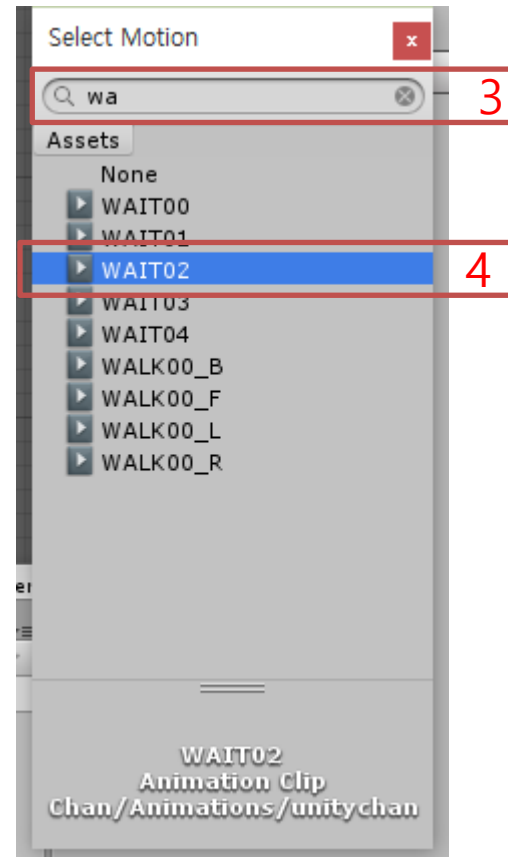 Select Motion
x
wa
3
Assets
None
WAIT00
WAIT01
WAIT02
4
WAIT03
WAIT04
WALK00_B
WALK00_F
WALK00_L
WALK00_R
er
WAIT02
Animation Clip
Chan/Animations/unitychan